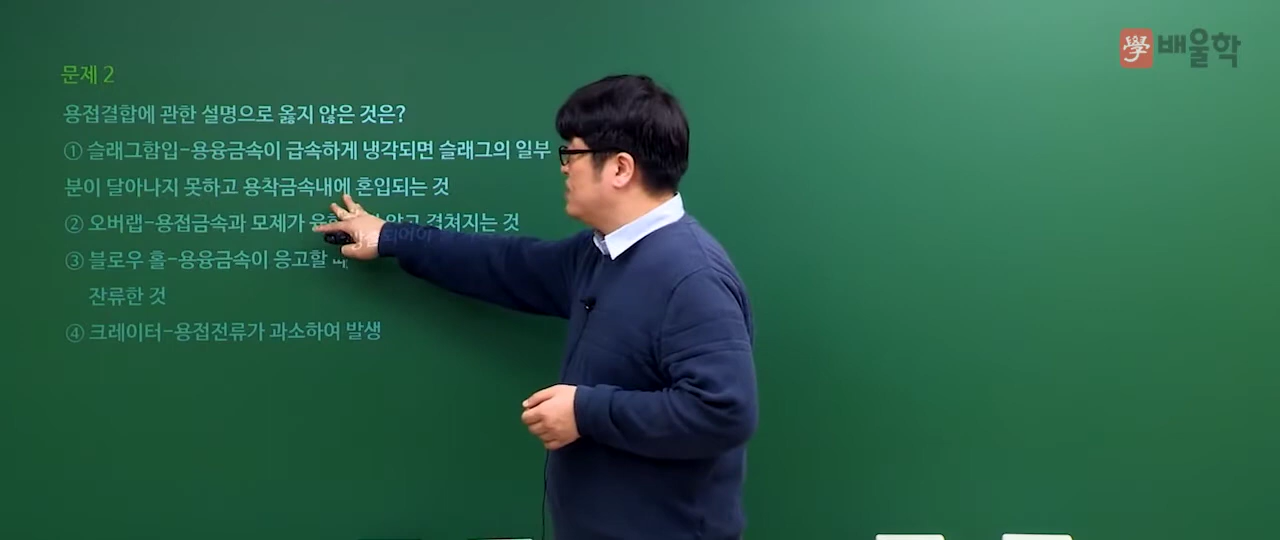 學 배울학
문제 2
용접결합에 관한 설명으로 옳지 않은 것은?
① 슬래그함입-용융금속이 급속하게 냉각되면 슬래그의 일부
분이 달아나지 못하고 용착금속내에 혼입되는 것
② 오버랩-용접금속과 모제가 않고 겹쳐지는 것
③ 블로우 홀-용융금속이 응고할
잔류한 것
④ 크레이터-용접전류가 과소하여 발생